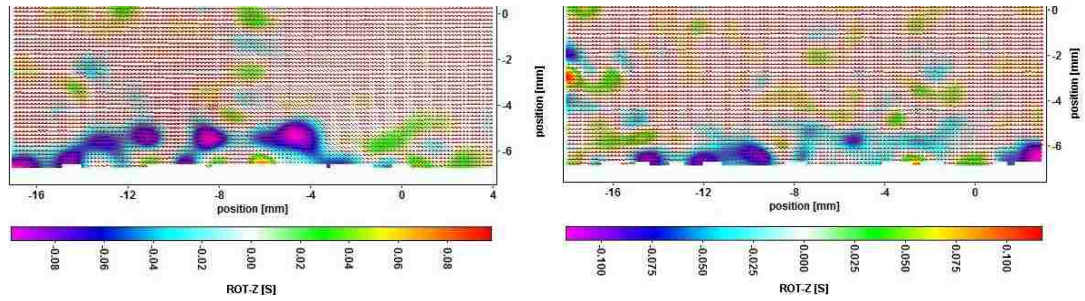 0
-2
-4
-6
position [mm]
-16 -12 -8 -4 0 4
position [mm]
-0.08 -0.06 -0.04 -0.02 0.00 0.02 0.04 0.06 0.08
ROT-Z [S]
0
-2
-4
-6
position [mm]
-16 -12 -8 -4 0
position [mm]
-0.100 -0.075 -0.050 -0.025 0.000 0.025 0.050 0.075 0.100
ROT-Z [S]